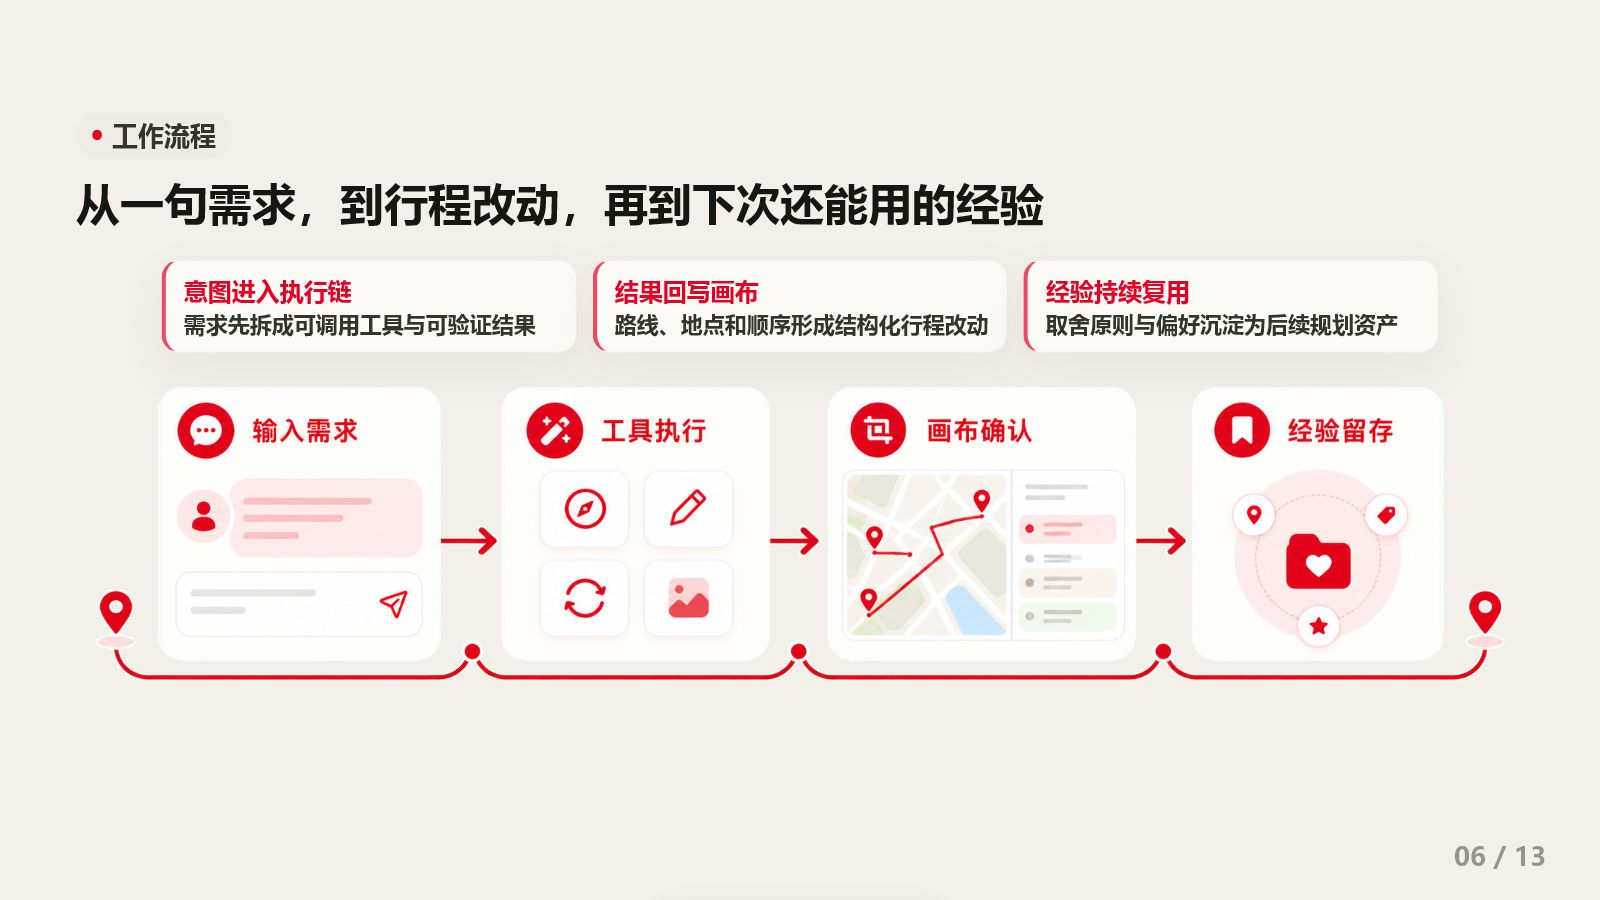 工作流程
从一句需求，到行程改动，再到下次还能用的经验
意图进入执行链
需求先拆成可调用工具与可验证结果
结果回写画布
路线、地点和顺序形成结构化行程改动
经验持续复用
取舍原则与偏好沉淀为后续规划资产
输入需求
工具执行
画布确认
经验留存
06 / 13